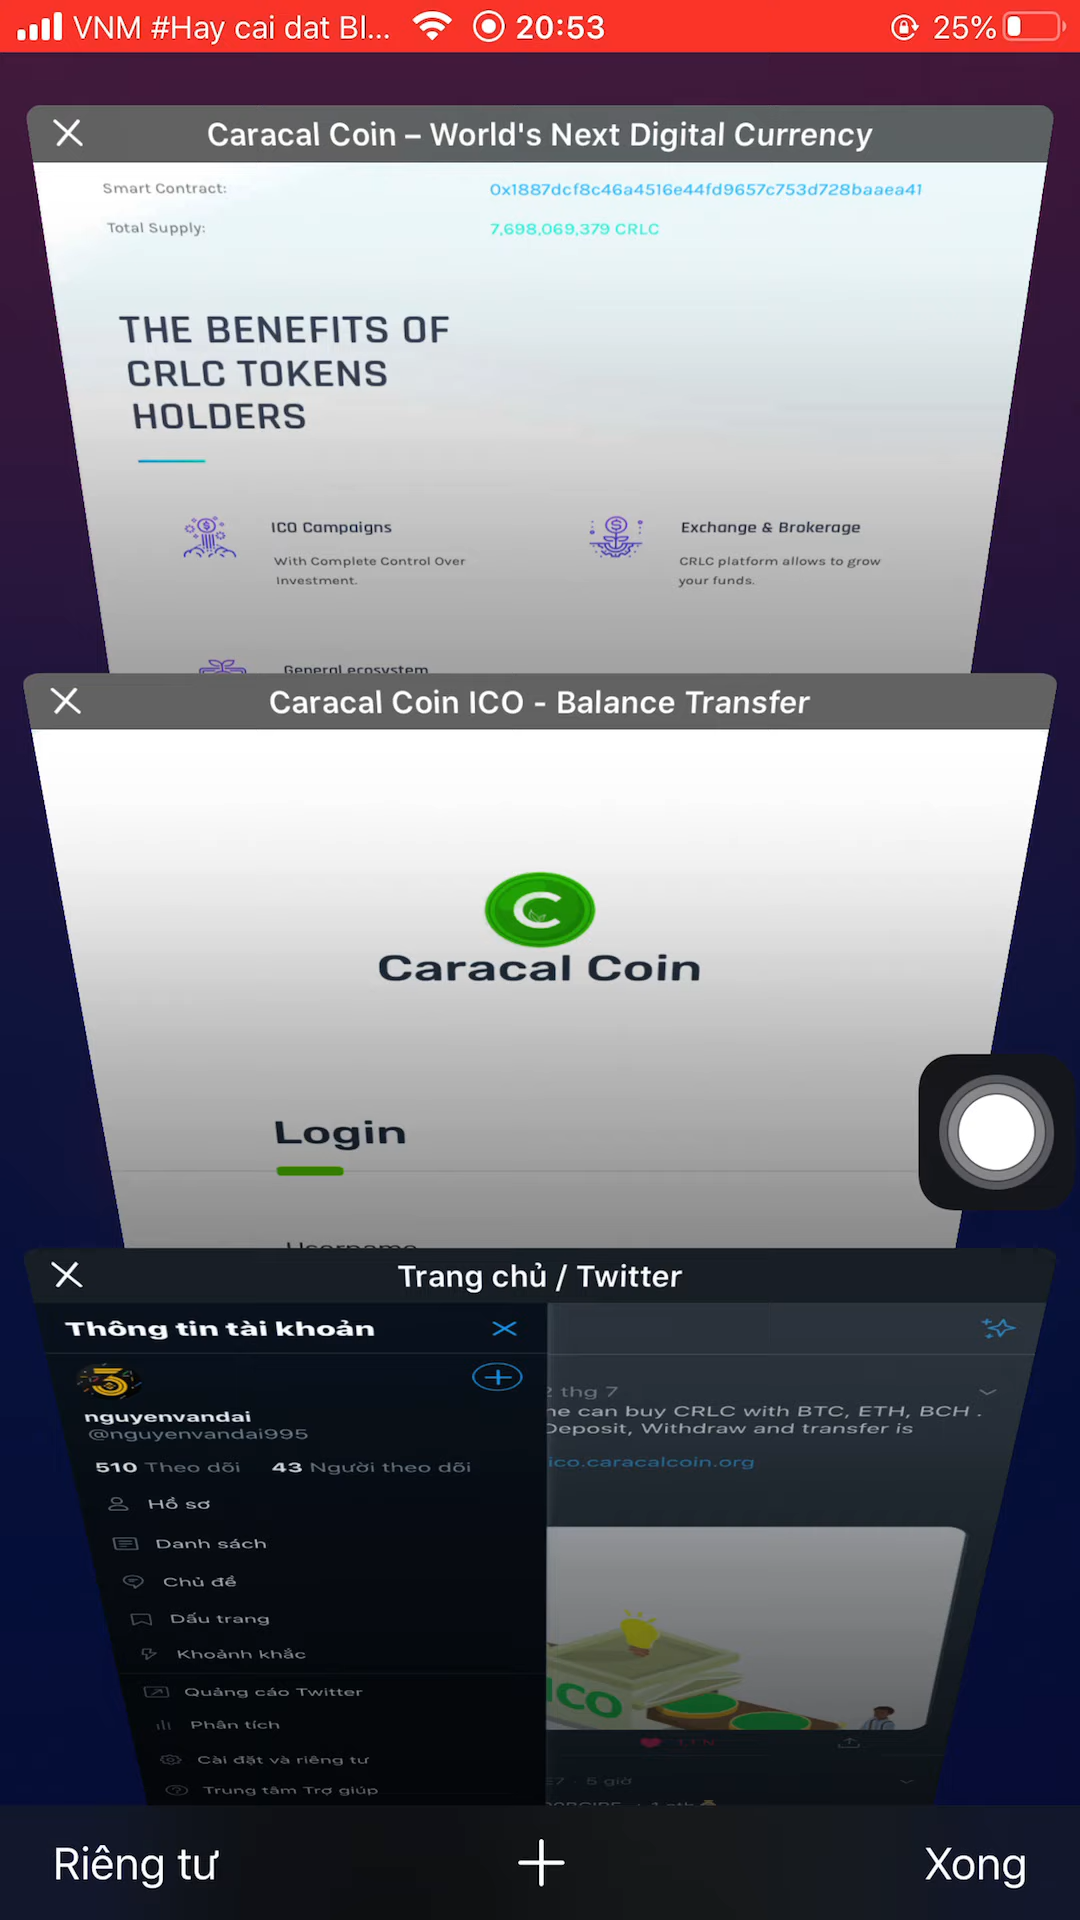 VNM #Hay cai dat Bl... 20:53 25%
Caracal Coin – World's Next Digital Currency
Smart Contract: 0x1887dcf8c46a4516e44fd9657c753d728baaea41
Total Supply: 7,698,069,379 CRLC
THE BENEFITS OF
CRLC TOKENS
HOLDERS
ICO Campaigns
With Complete Control Over
Investment.
Exchange & Brokerage
CRLC platform allows to grow
your funds.
General ecosystem
Caracal Coin ICO - Balance Transfer
C
Caracal Coin
Login
Username
Trang chủ / Twitter
Thông tin tài khoản
nguyenvandai
@nguyenvandai995
510 Theo dõi 43 Người theo dõi
Hồ sơ
Danh sách
Chủ đề
Dấu trang
Khoảnh khắc
Quảng cáo Twitter
Phân tích
Cài đặt và riêng tư
Trung tâm Trợ giúp
2 thg 7
can buy CRLC with BTC, ETH, BCH .
Deposit, Withdraw and transfer is
ico.caracalcoin.org
ICO
5 giờ
Riêng tư
Xong